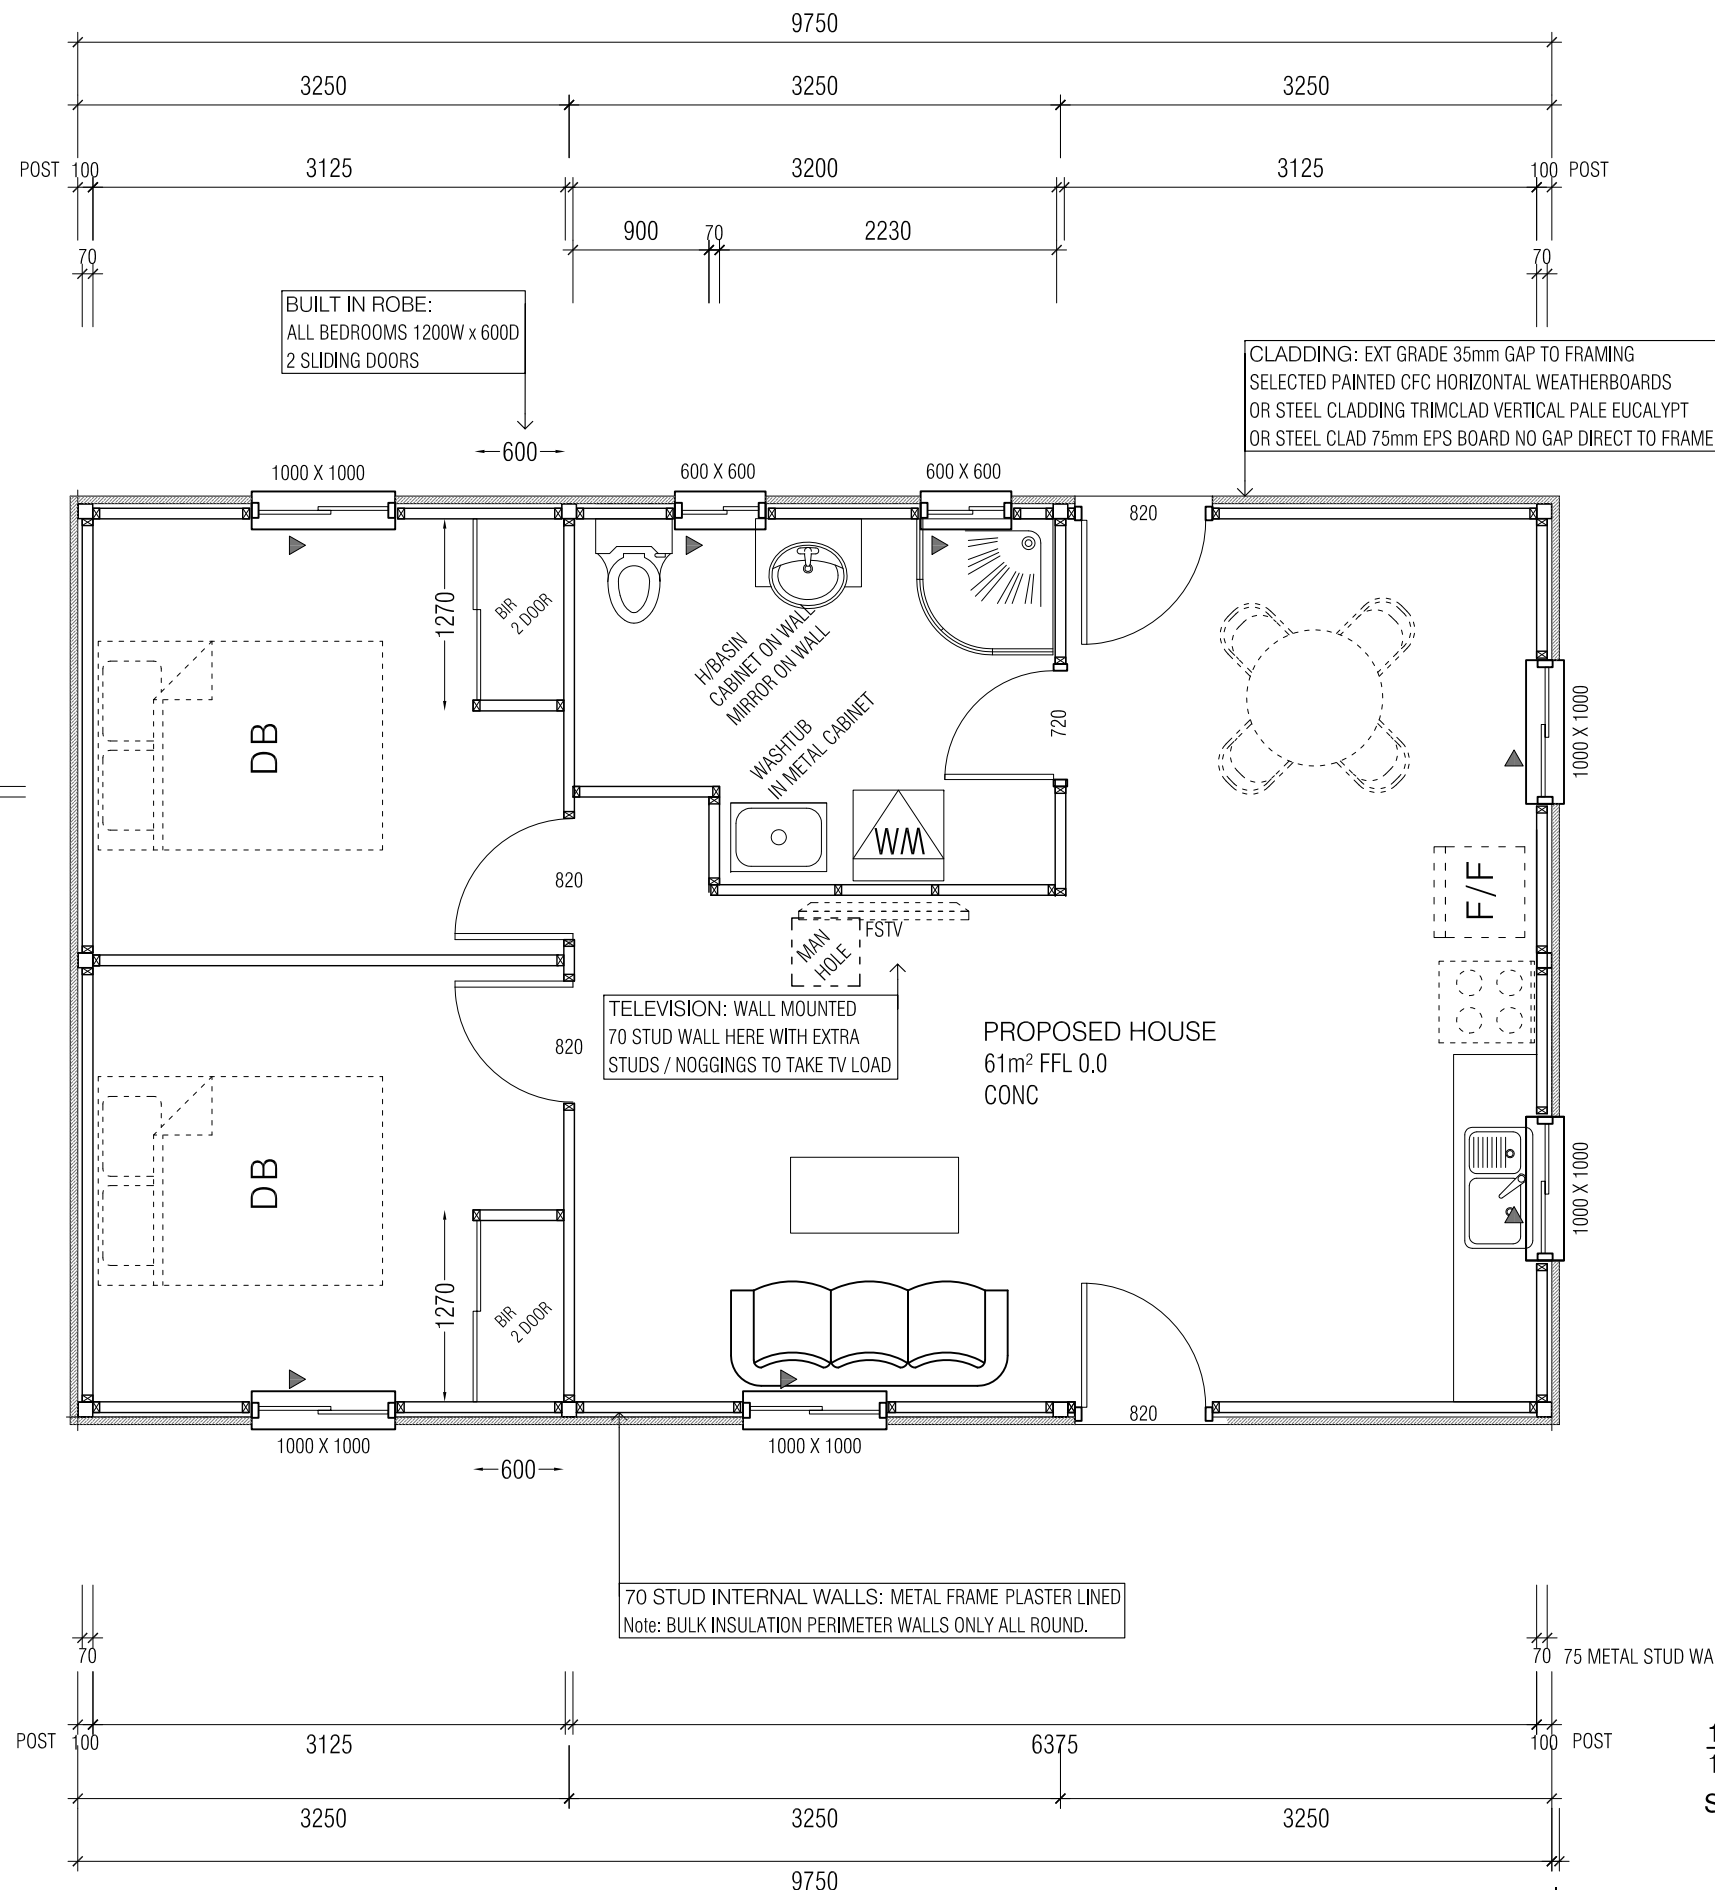 9750
3250 3250 3250
POST 100 3125 3200 3125 100 POST
900 70 2230
70 70
BUILT IN ROBE:
ALL BEDROOMS 1200W x 600D
2 SLIDING DOORS
CLADDING: EXT GRADE 35mm GAP TO FRAMING
SELECTED PAINTED CFC HORIZONTAL WEATHERBOARDS
OR STEEL CLADDING TRIMCLAD VERTICAL PALE EUCALYPT
OR STEEL CLAD 75mm EPS BOARD NO GAP DIRECT TO FRAME
600
1000 X 1000 600 X 600 600 X 600
820
1270
BIR
2 DOOR
H/BASIN
CABINET ON WALL
MIRROR ON WALL
WASHTUB
IN METAL CABINET
720
1000 X 1000
DB
WM
820
F/F
FSTV
MAN
HOLE
TELEVISION: WALL MOUNTED
70 STUD WALL HERE WITH EXTRA
STUDS / NOGGINGS TO TAKE TV LOAD
PROPOSED HOUSE
61m² FFL 0.0
CONC
820
DB
1000 X 1000
1270
BIR
2 DOOR
820
1000 X 1000 1000 X 1000
600
70 STUD INTERNAL WALLS: METAL FRAME PLASTER LINED
Note: BULK INSULATION PERIMETER WALLS ONLY ALL ROUND.
70 70 75 METAL STUD WA
POST 100 3125 6375 100 POST
3250 3250 3250
9750